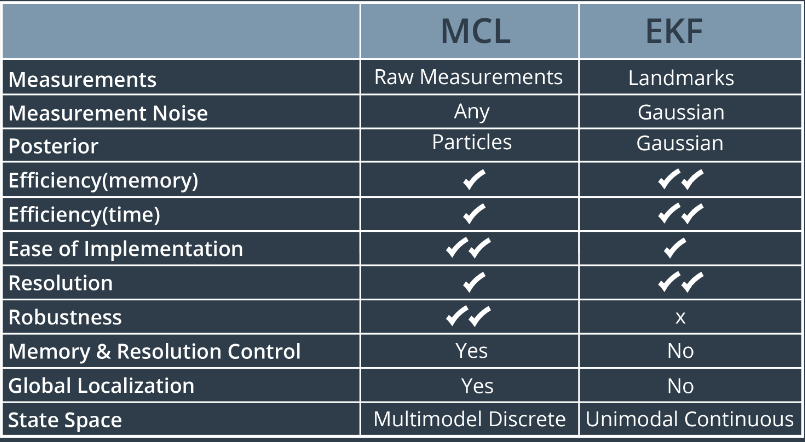 MCL EKF
Measurements Raw Measurements Landmarks
Measurement Noise Any Gaussian
Posterior Particles Gaussian
Efficiency(memory) ✓ ✓✓
Efficiency(time) ✓ ✓✓
Ease of Implementation ✓✓ ✓
Resolution ✓ ✓✓
Robustness ✓✓ x
Memory & Resolution Control Yes No
Global Localization Yes No
State Space Multimodel Discrete Unimodal Continuous